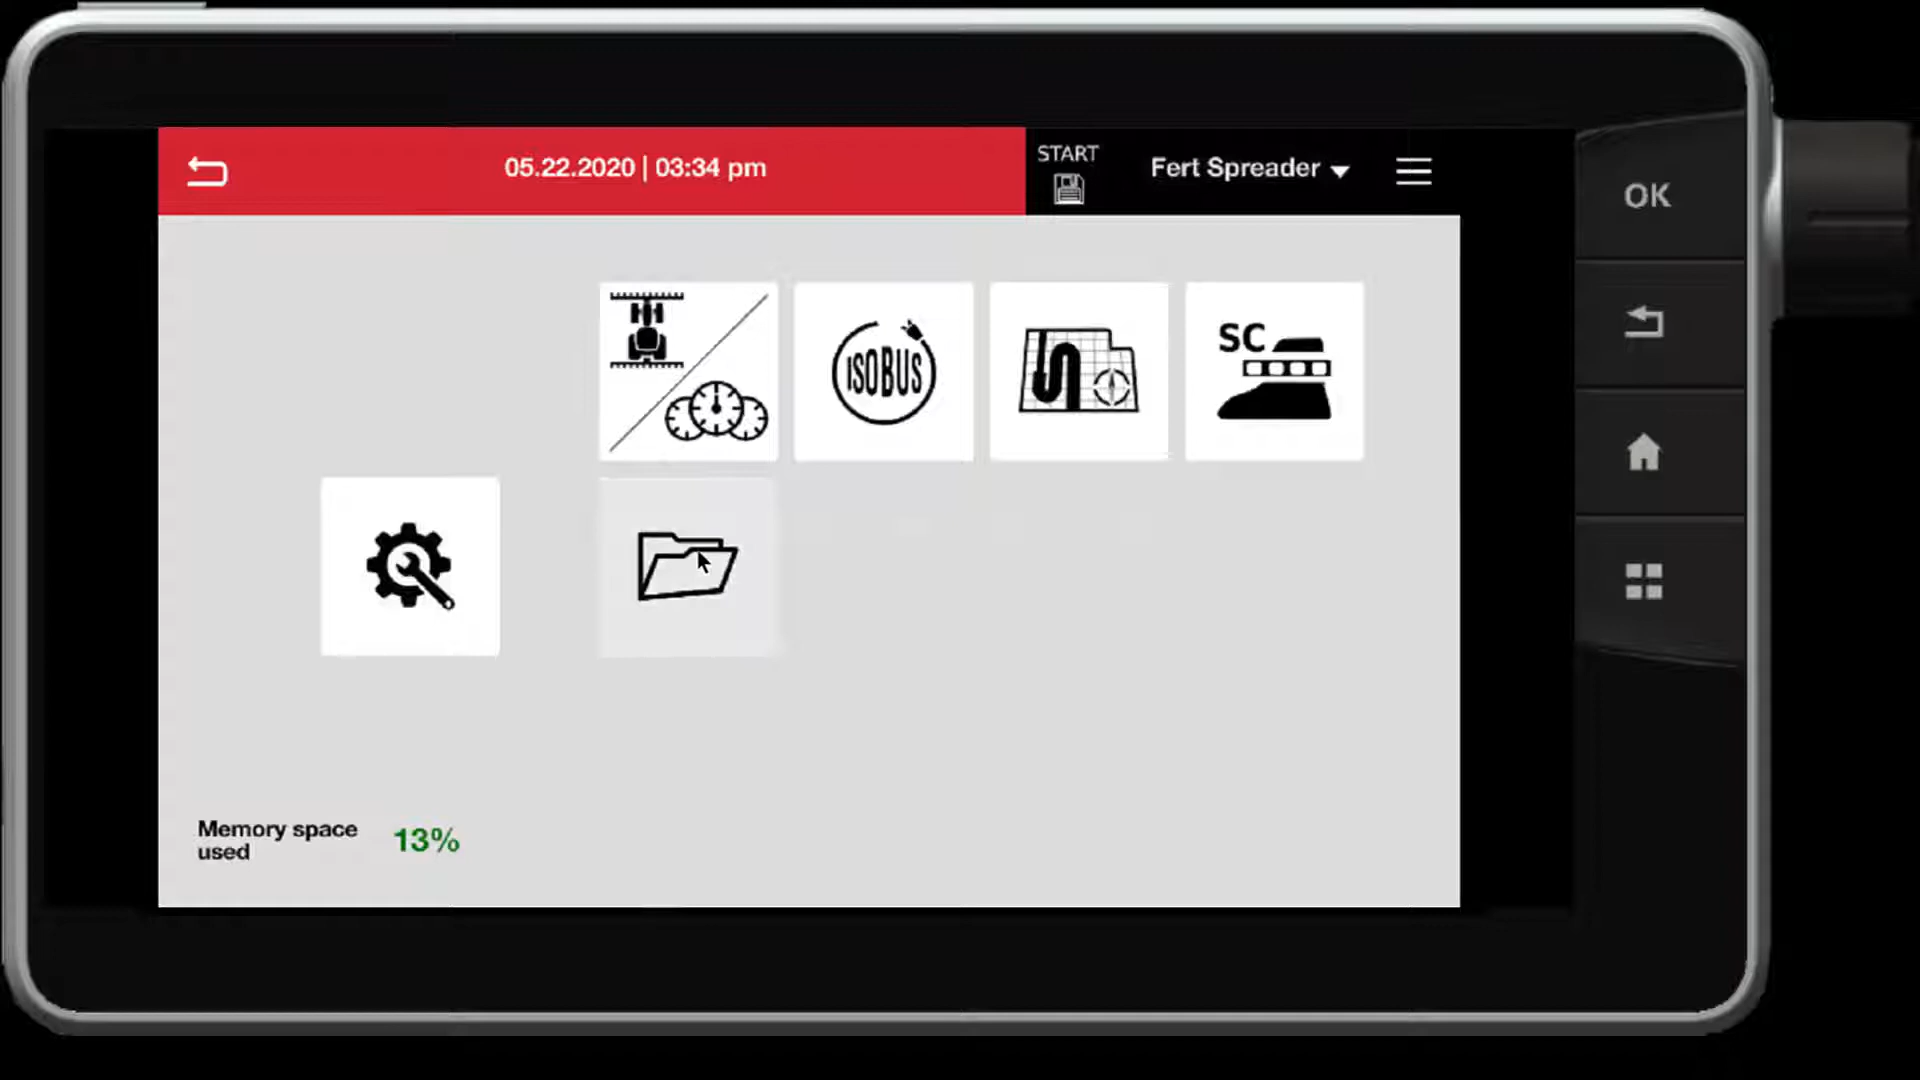 05.22.2020 | 03:34 pm
START
Fert Spreader
OK
ISOBUS
SC
Memory space
used
13%